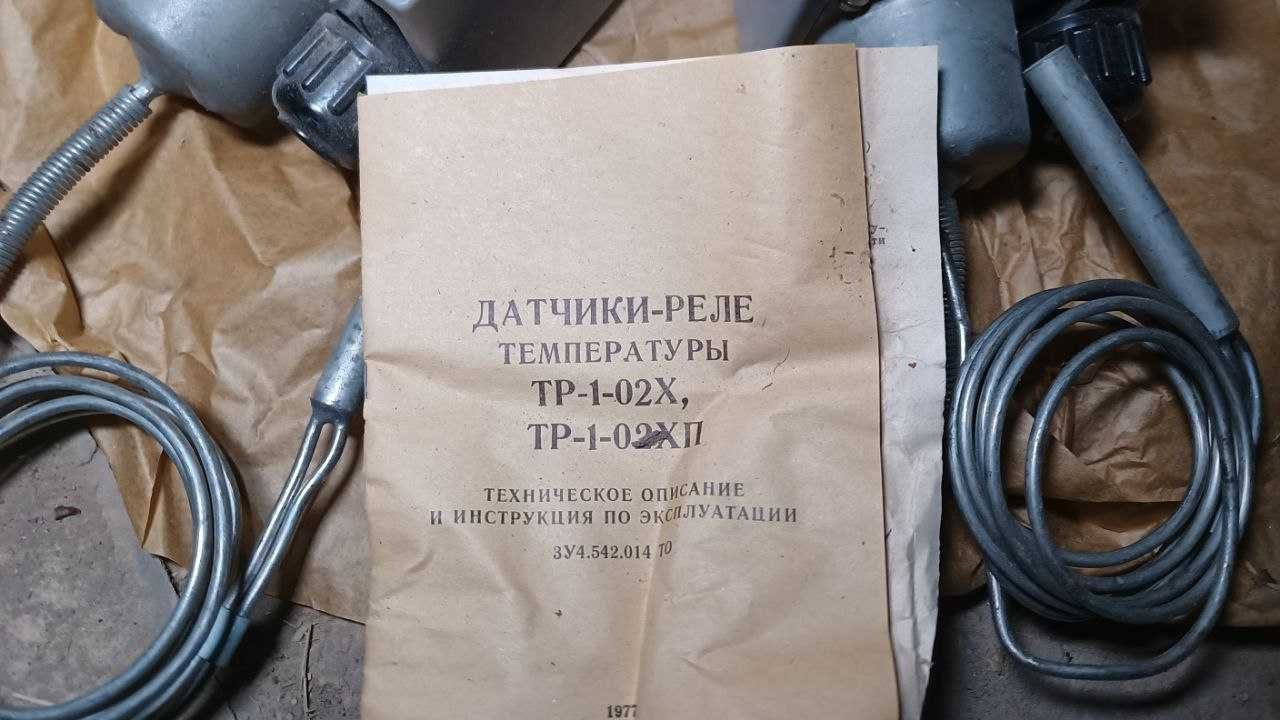 ДАТЧИКИ-РЕЛЕ
ТЕМПЕРАТУРЫ
ТР-1-02Х,
ТР-1-02ХП
ТЕХНИЧЕСКОЕ ОПИСАНИЕ
И ИНСТРУКЦИЯ ПО ЭКСПЛУАТАЦИИ
3У4.542.014 ТО
1977